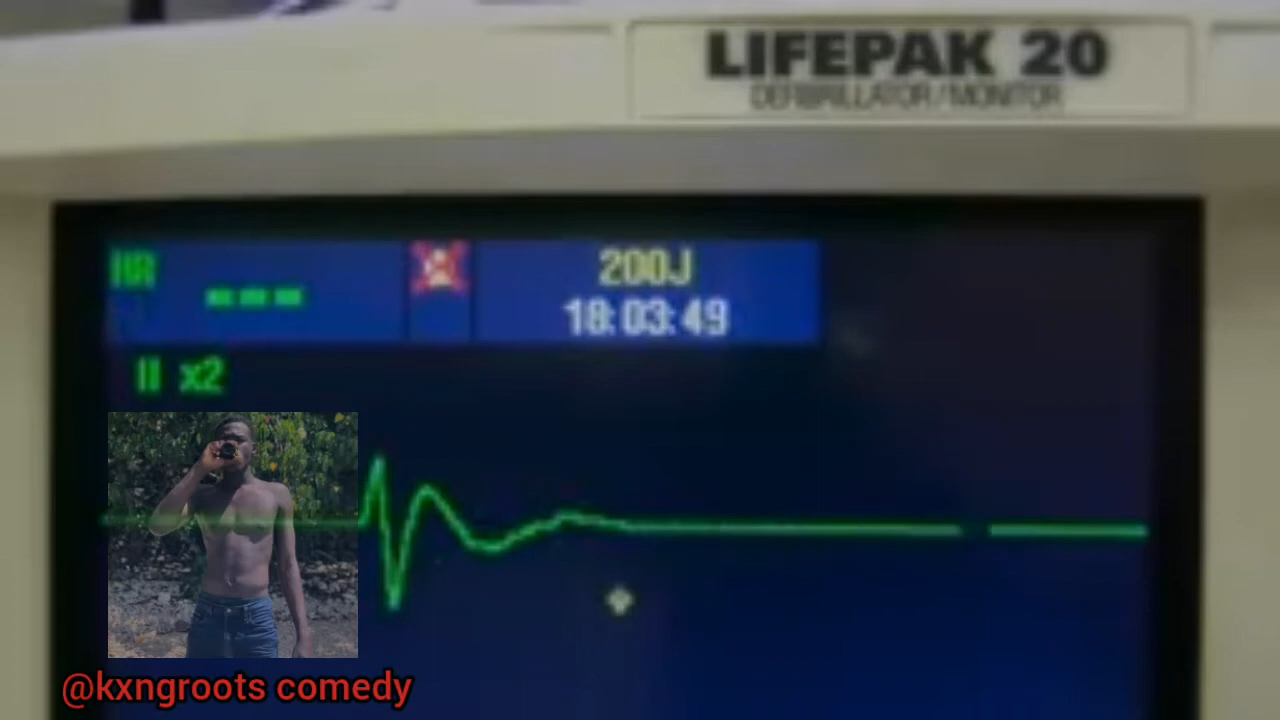 LIFEPAK 20
DEFIBRILLATOR / MONITOR
HR
---
200J
18:03:49
II x2
@kxngroots comedy